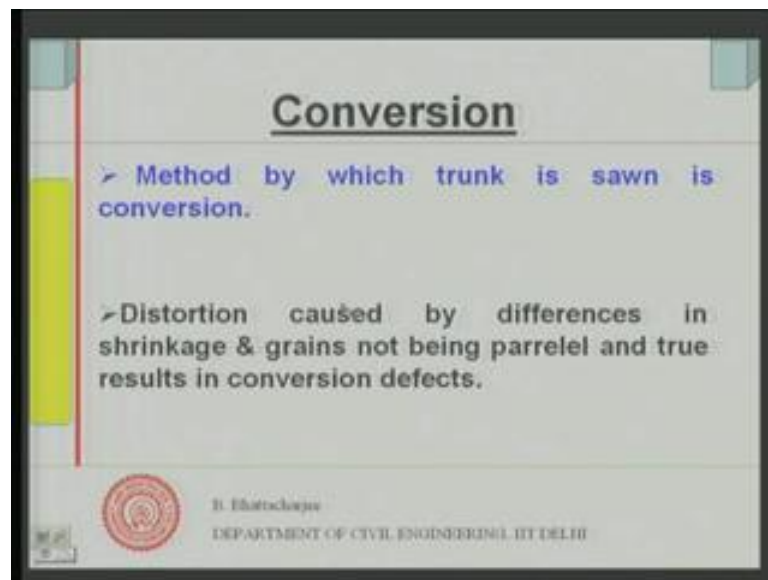 Conversion
➢ Method by which trunk is sawn is
conversion.
➢Distortion caused by differences in
shrinkage & grains not being parrelel and true
results in conversion defects.
B. Bhattacharjee
DEPARTMENT OF CIVIL ENGINEERING, IIT DELHI